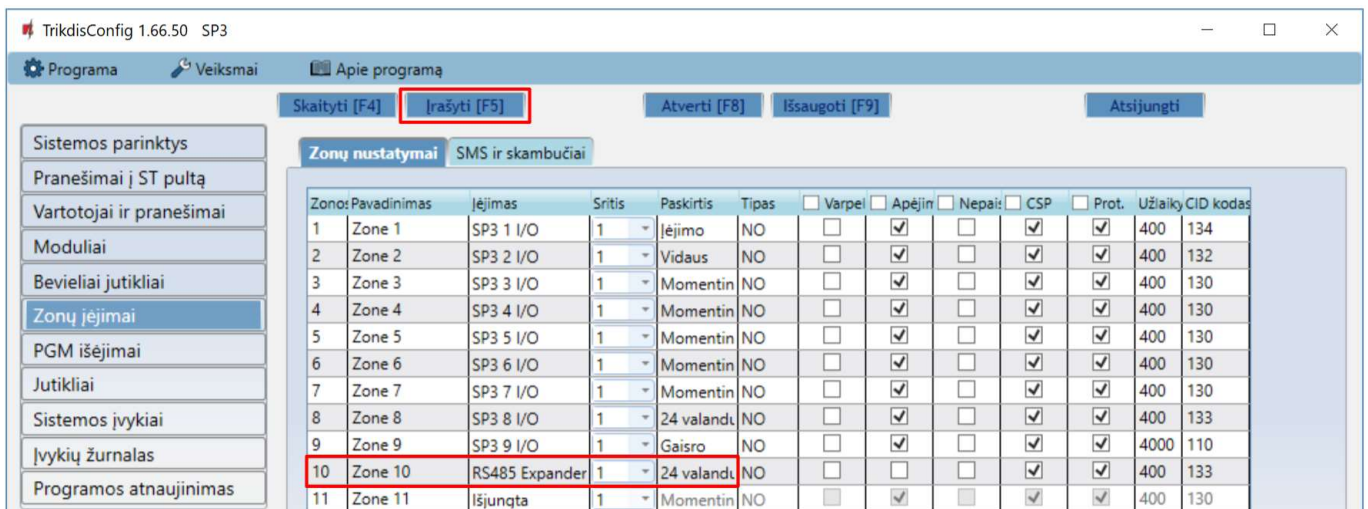 TrikdisConfig 1.66.50 SP3
Programa Veiksmai Apie programą
Skaityti [F4] Įrašyti [F5] Atverti [F8] Išsaugoti [F9] Atsijungti
Sistemos parinktys
Pranešimai į ST pultą
Vartotojai ir pranešimai
Moduliai
Bevieliai jutikliai
Zonų įėjimai
PGM išėjimai
Jutikliai
Sistemos įvykiai
Įvykių žurnalas
Programos atnaujinimas
Zonų nustatymai SMS ir skambučiai
Zonos Pavadinimas Įėjimas Sritis Paskirtis Tipas Varpel Apėjim Nepais CSP Prot. Užlaiky CID kodas
1 Zone 1 SP3 1 I/O 1 Įėjimo NO 400 134
2 Zone 2 SP3 2 I/O 1 Vidaus NO 400 132
3 Zone 3 SP3 3 I/O 1 Momentin NO 400 130
4 Zone 4 SP3 4 I/O 1 Momentin NO 400 130
5 Zone 5 SP3 5 I/O 1 Momentin NO 400 130
6 Zone 6 SP3 6 I/O 1 Momentin NO 400 130
7 Zone 7 SP3 7 I/O 1 Momentin NO 400 130
8 Zone 8 SP3 8 I/O 1 24 valandų NO 400 133
9 Zone 9 SP3 9 I/O 1 Gaisro NO 4000 110
10 Zone 10 RS485 Expander 1 24 valandų NO 400 133
11 Zone 11 Išjungta 1 Momentin NO 400 130